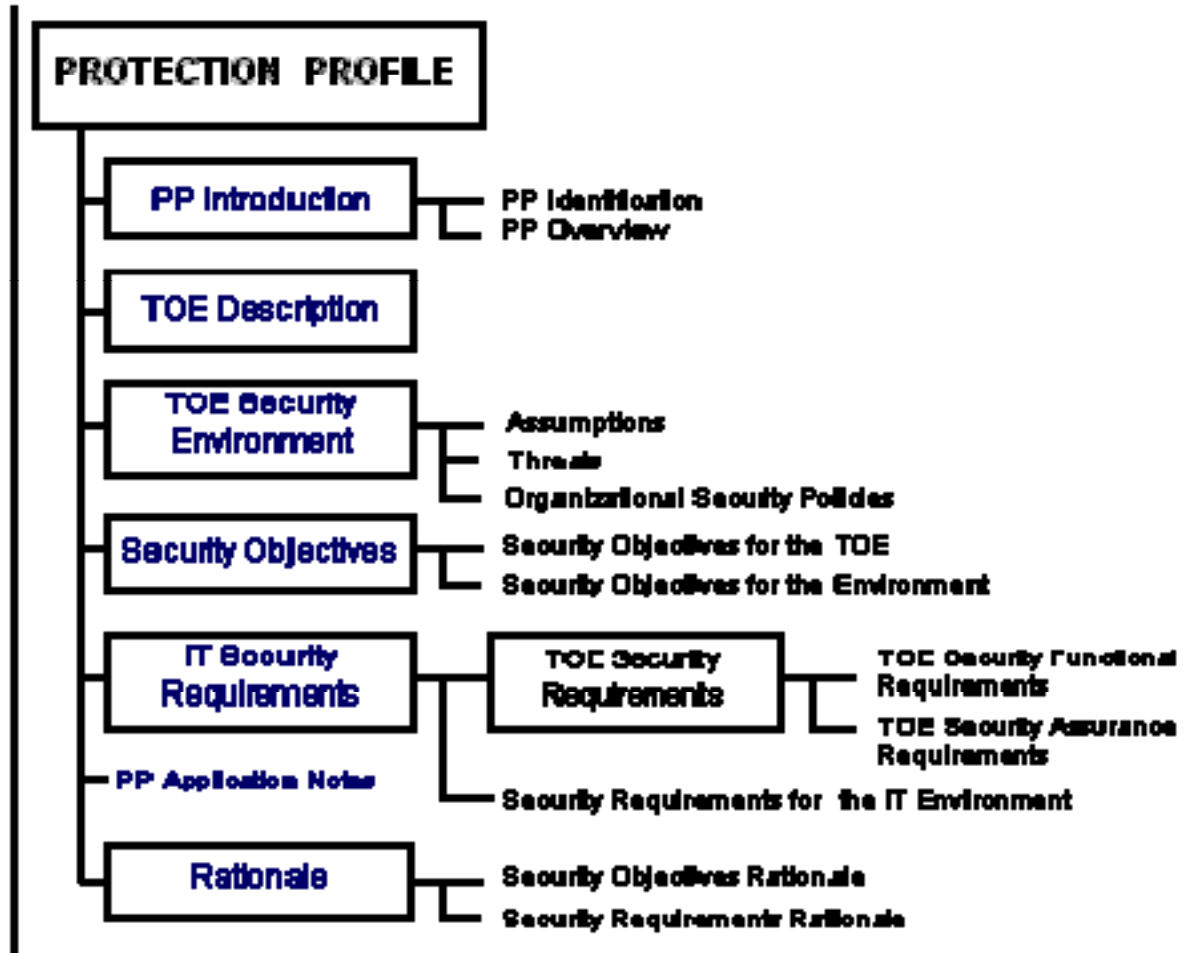 PROTECTION PROFILE
PP Introduction
PP Identification
PP Overview
TOE Description
TOE Security
Environment
Assumptions
Threats
Organizational Security Policies
Security Objectives
Security Objectives for the TOE
Security Objectives for the Environment
IT Security
Requirements
TOE Security
Requirements
TOE Security Functional
Requirements
TOE Security Assurance
Requirements
PP Application Notes
Security Requirements for the IT Environment
Rationale
Security Objectives Rationale
Security Requirements Rationale